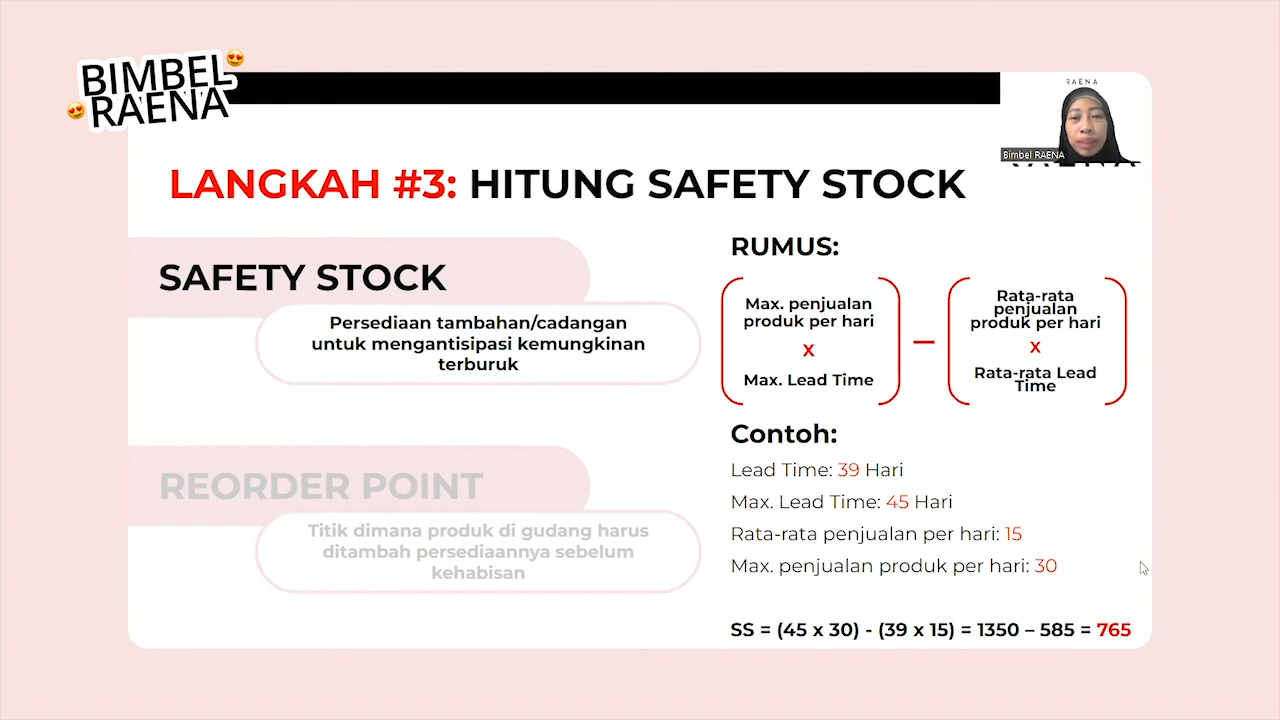 BIMBEL
RAENA
RAENA
Bimbel RAENA
LANGKAH #3: HITUNG SAFETY STOCK
SAFETY STOCK
Persediaan tambahan/cadangan
untuk mengantisipasi kemungkinan
terburuk
REORDER POINT
Titik dimana produk di gudang harus
ditambah persediaannya sebelum
kehabisan
RUMUS:
Max. penjualan
produk per hari
X
Max. Lead Time
—
Rata-rata
penjualan
produk per hari
X
Rata-rata Lead
Time
Contoh:
Lead Time: 39 Hari
Max. Lead Time: 45 Hari
Rata-rata penjualan per hari: 15
Max. penjualan produk per hari: 30
SS = (45 x 30) - (39 x 15) = 1350 – 585 = 765